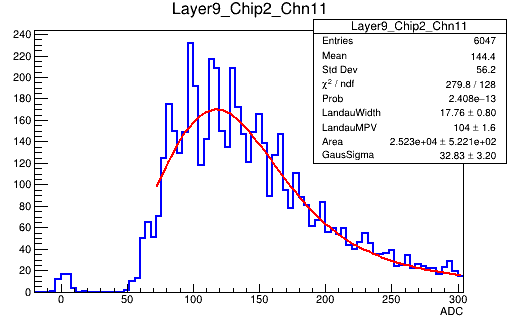 Layer9_Chip2_Chn11
Layer9_Chip2_Chn11
Entries 6047
Mean 144.4
Std Dev 56.2
χ² / ndf 279.8 / 128
Prob 2.408e−13
LandauWidth 17.76 ± 0.80
LandauMPV 104 ± 1.6
Area 2.523e+04 ± 5.221e+02
GausSigma 32.83 ± 3.20
240
220
200
180
160
140
120
100
80
60
40
20
0
0 50 100 150 200 250 300
ADC